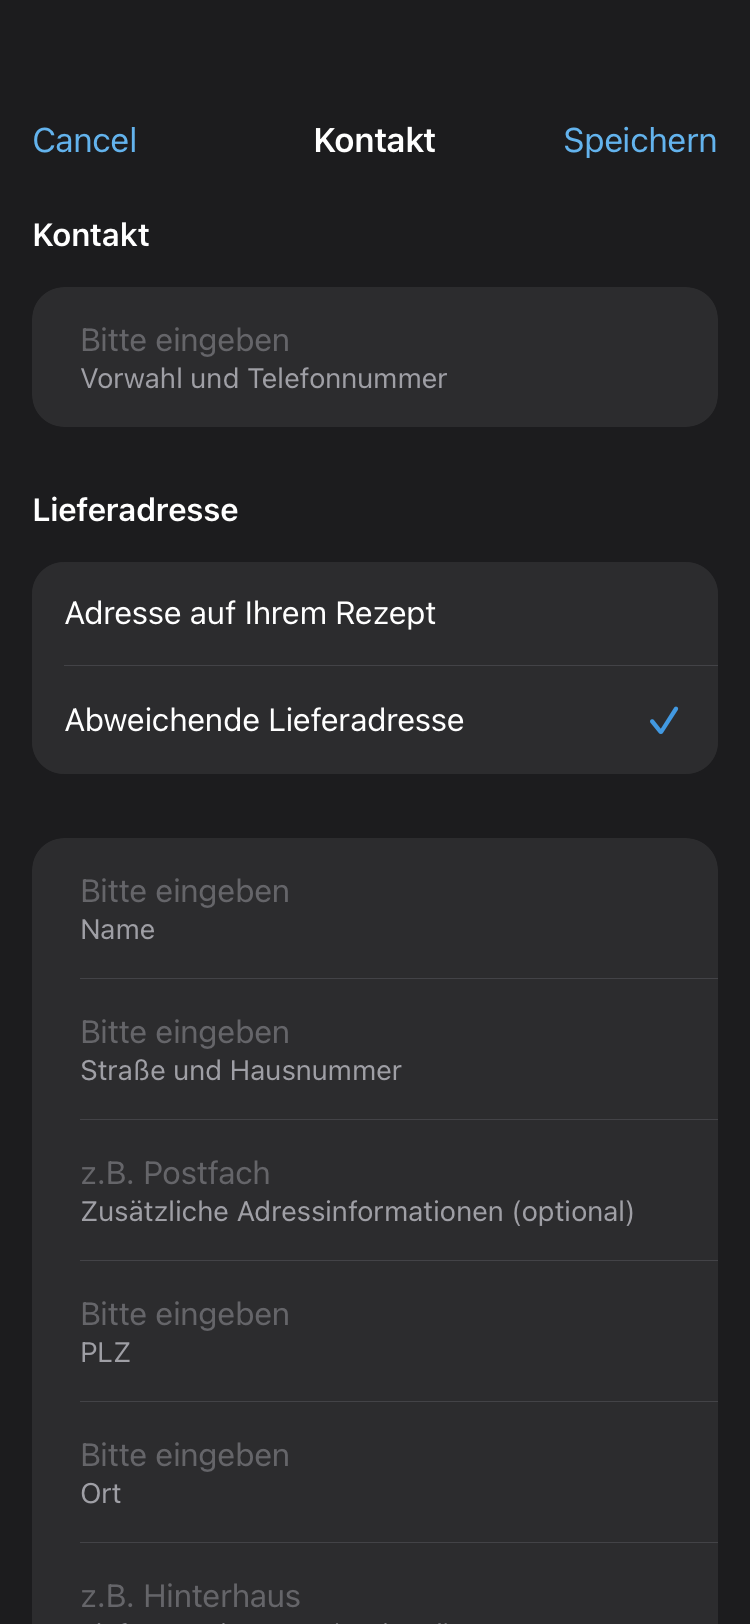 Cancel Kontakt Speichern
Kontakt
Bitte eingeben
Vorwahl und Telefonnummer
Lieferadresse
Adresse auf Ihrem Rezept
Abweichende Lieferadresse
Bitte eingeben
Name
Bitte eingeben
Straße und Hausnummer
z.B. Postfach
Zusätzliche Adressinformationen (optional)
Bitte eingeben
PLZ
Bitte eingeben
Ort
z.B. Hinterhaus